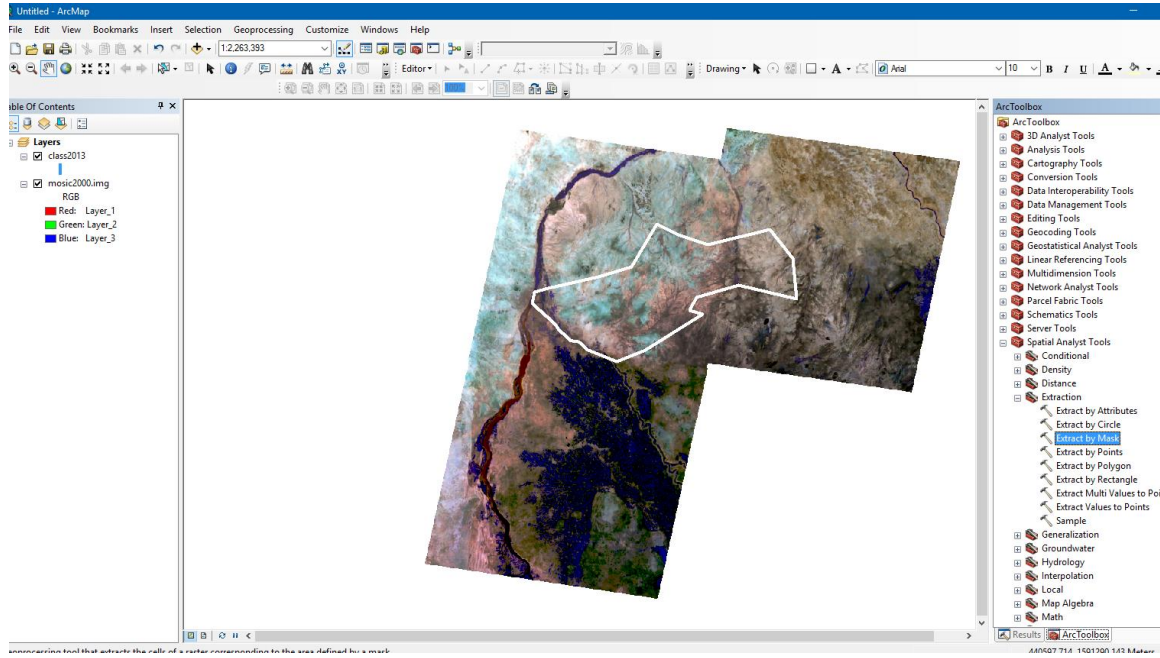 Untitled - ArcMap
File Edit View Bookmarks Insert Selection Geoprocessing Customize Windows Help
1:2,263,393
Editor Drawing A Arial 10 B I U A
able Of Contents
Layers
class2013
mosic2000.img
RGB
Red: Layer_1
Green: Layer_2
Blue: Layer_3
ArcToolbox
ArcToolbox
3D Analyst Tools
Analysis Tools
Cartography Tools
Conversion Tools
Data Interoperability Tools
Data Management Tools
Editing Tools
Geocoding Tools
Geostatistical Analyst Tools
Linear Referencing Tools
Multidimension Tools
Network Analyst Tools
Parcel Fabric Tools
Schematics Tools
Server Tools
Spatial Analyst Tools
Conditional
Density
Distance
Extraction
Extract by Attributes
Extract by Circle
Extract by Mask
Extract by Points
Extract by Polygon
Extract by Rectangle
Extract Multi Values to Poi
Extract Values to Points
Sample
Generalization
Groundwater
Hydrology
Interpolation
Local
Map Algebra
Math
Results ArcToolbox
eoprocessing tool that extracts the cells of a raster corresponding to the area defined by a mask.
440597.714 1591290.143 Meters